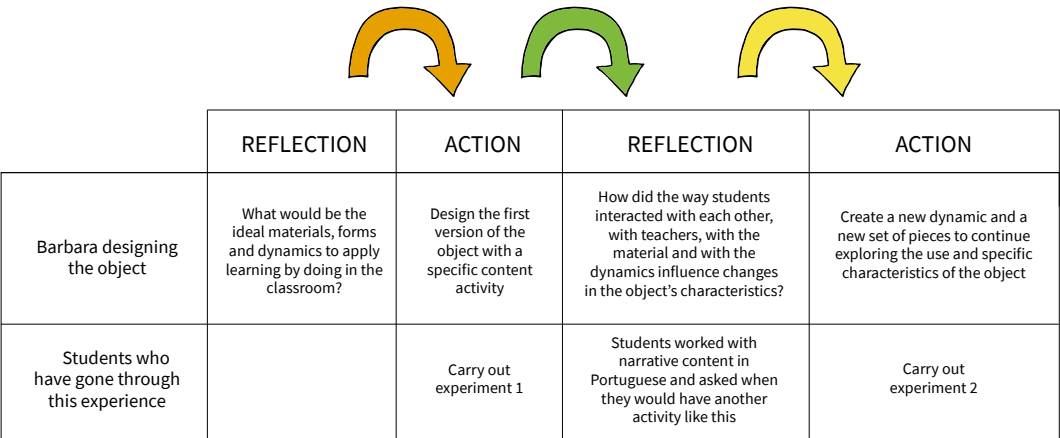 REFLECTION
ACTION
REFLECTION
ACTION
Barbara designing
the object
What would be the
ideal materials, forms
and dynamics to apply
learning by doing in the
classroom?
Design the first
version of the
object with a
specific content
activity
How did the way students
interacted with each other,
with teachers, with the
material and with the
dynamics influence changes
in the object's characteristics?
Create a new dynamic and a
new set of pieces to continue
exploring the use and specific
characteristics of the object
Students who
have gone through
this experience
Carry out
experiment 1
Students worked with
narrative content in
Portuguese and asked when
they would have another
activity like this
Carry out
experiment 2